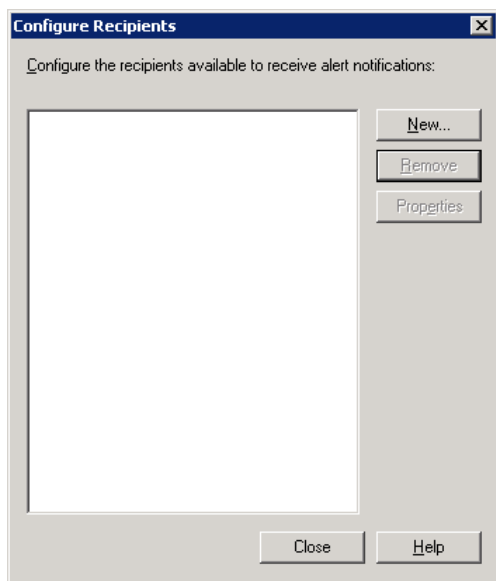 Configure Recipients
Configure the recipients available to receive alert notifications:
New...
Remove
Properties
Close
Help